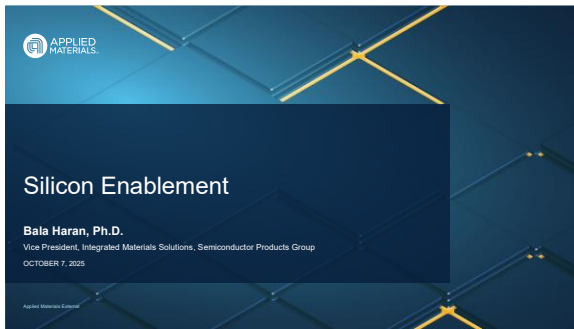 APPLIED
MATERIALS
Silicon Enablement
Bala Haran, Ph.D.
Vice President, Integrated Materials Solutions, Semiconductor Products Group
OCTOBER 7, 2025
Applied Materials External